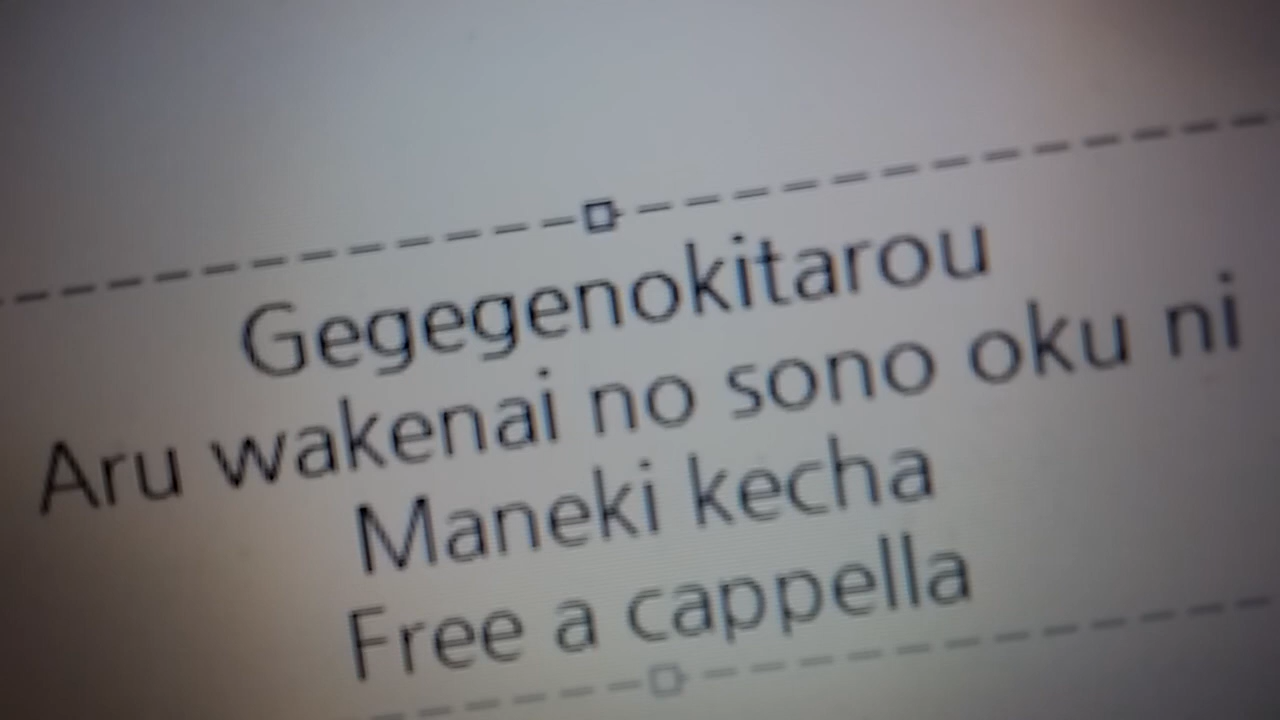 Gegegenokitarou
Aru wakenai no sono oku ni
Maneki kecha
Free a cappella